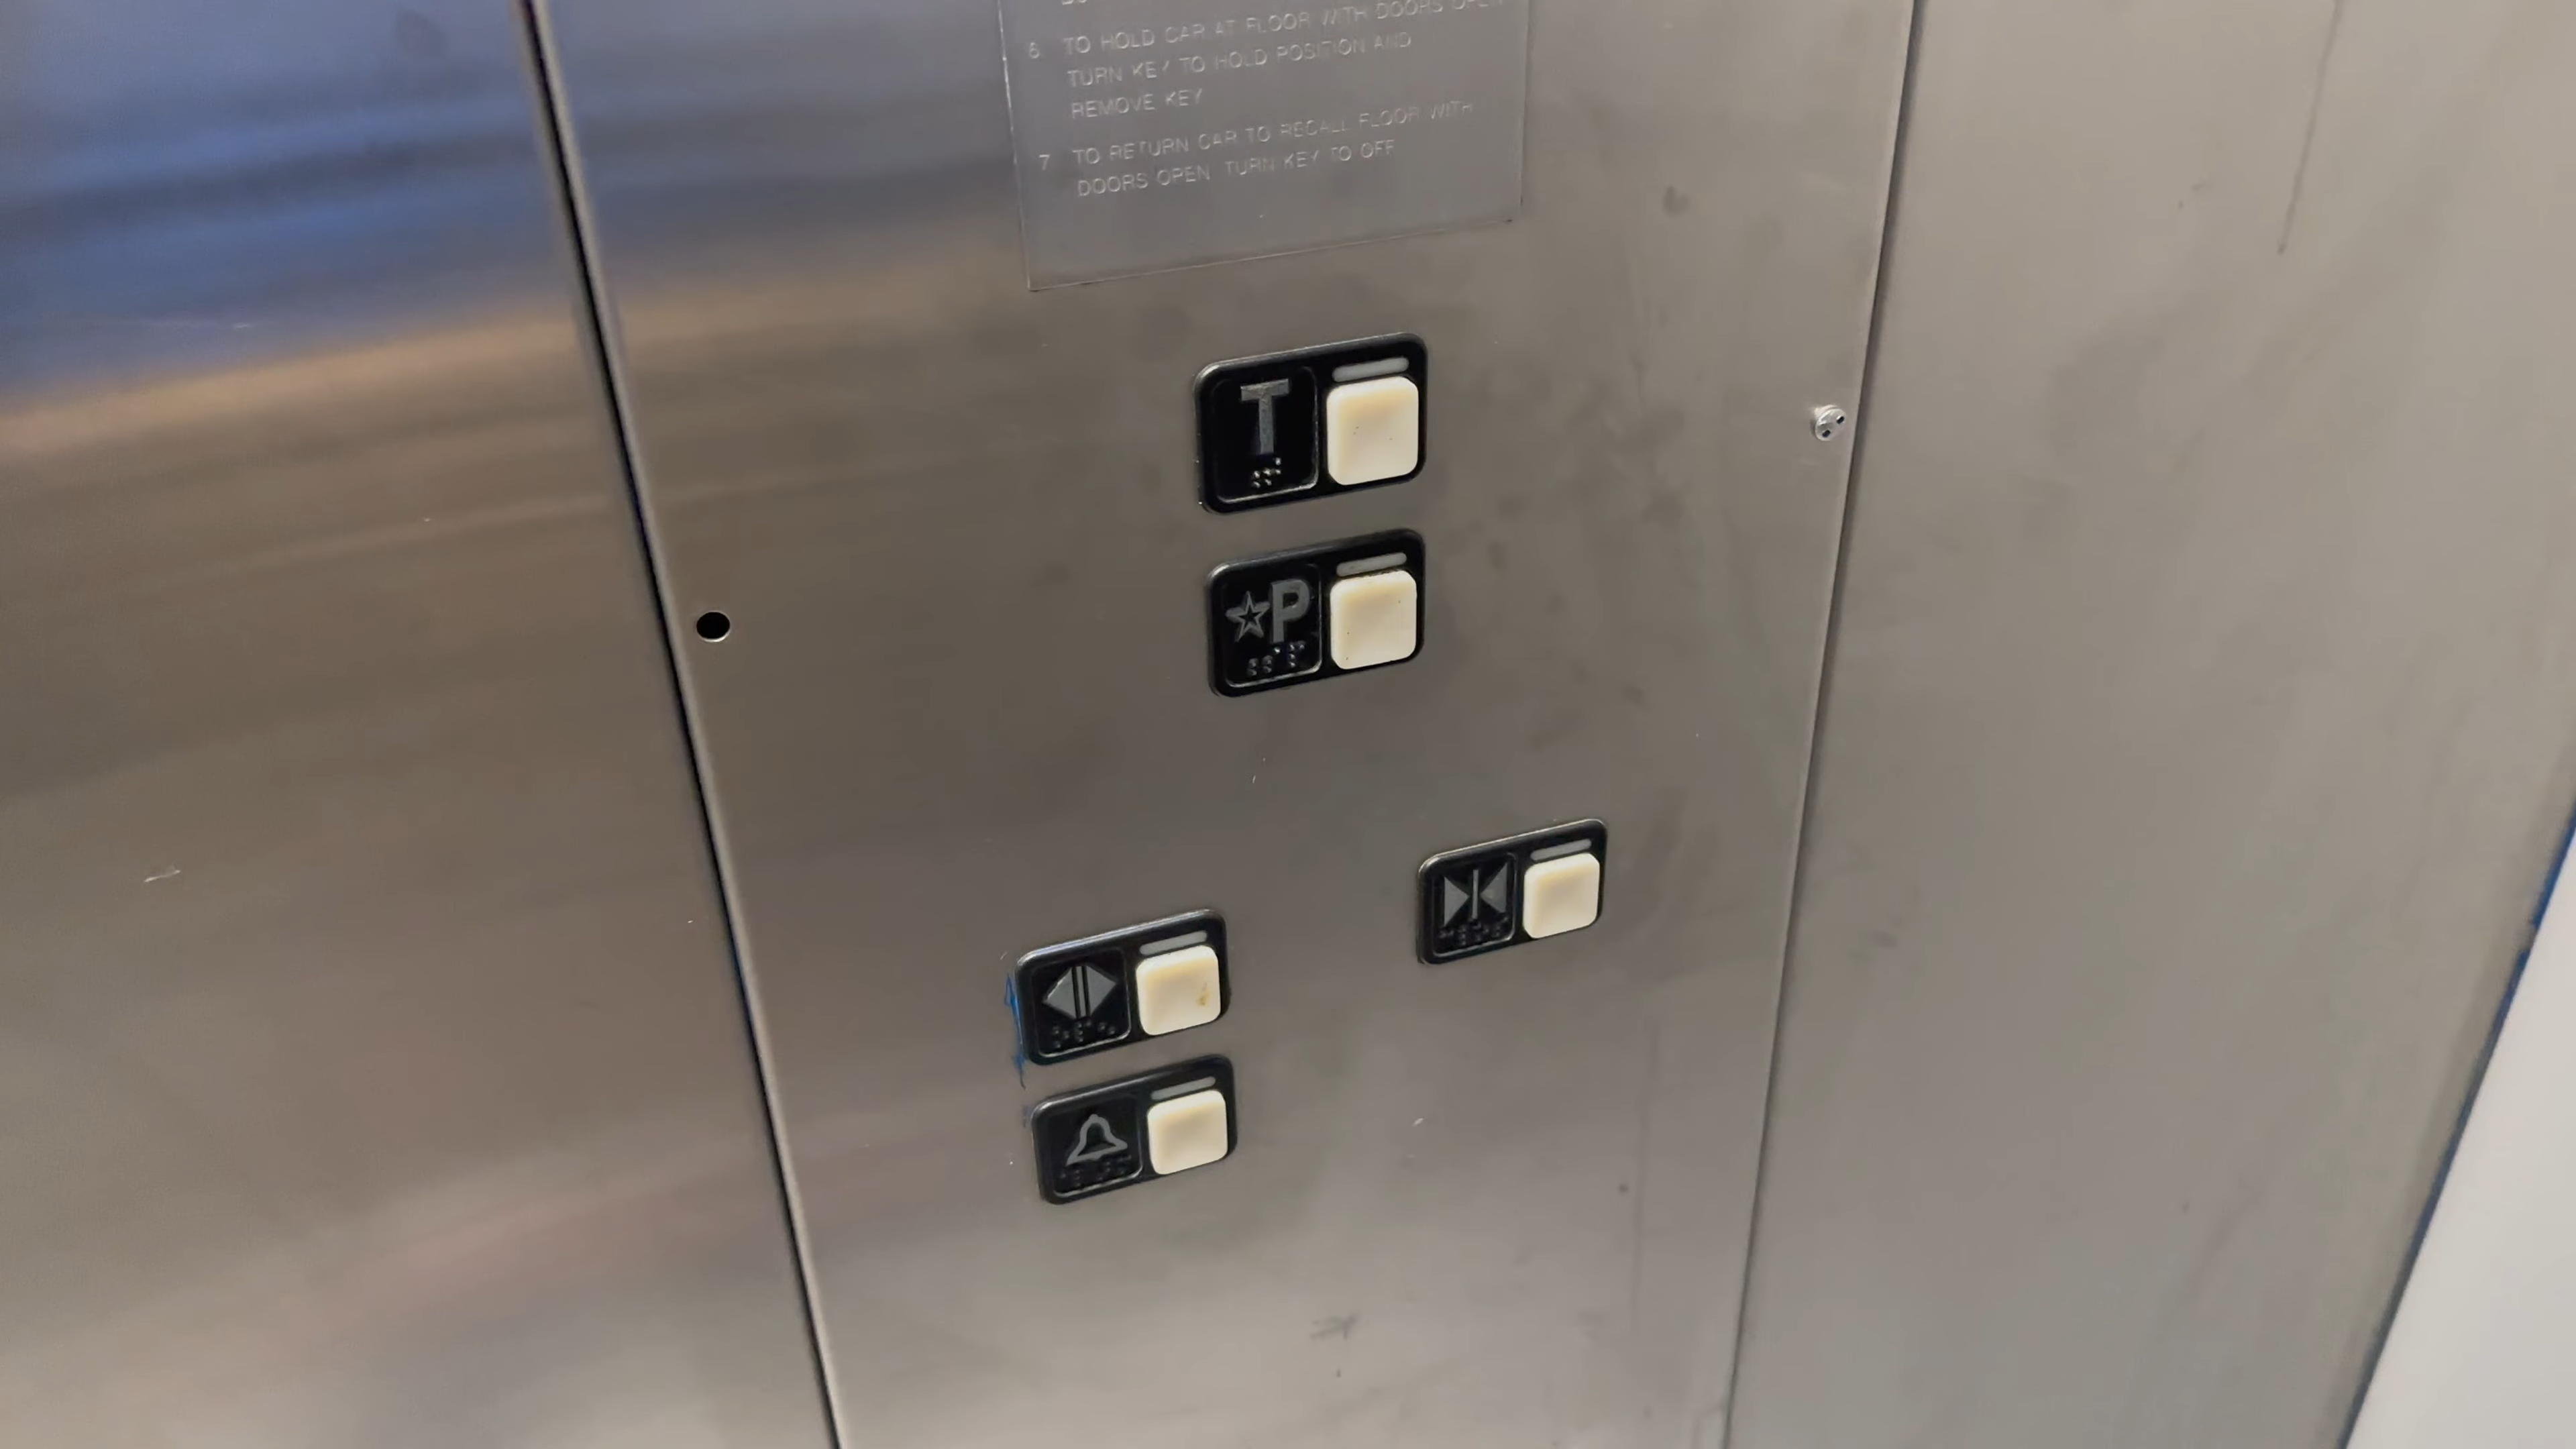 6 TO HOLD CAR AT FLOOR WITH DOORS OPEN
TURN KEY TO HOLD POSITION AND
REMOVE KEY
7 TO RETURN CAR TO RECALL FLOOR WITH
DOORS OPEN TURN KEY TO OFF
T
☆P